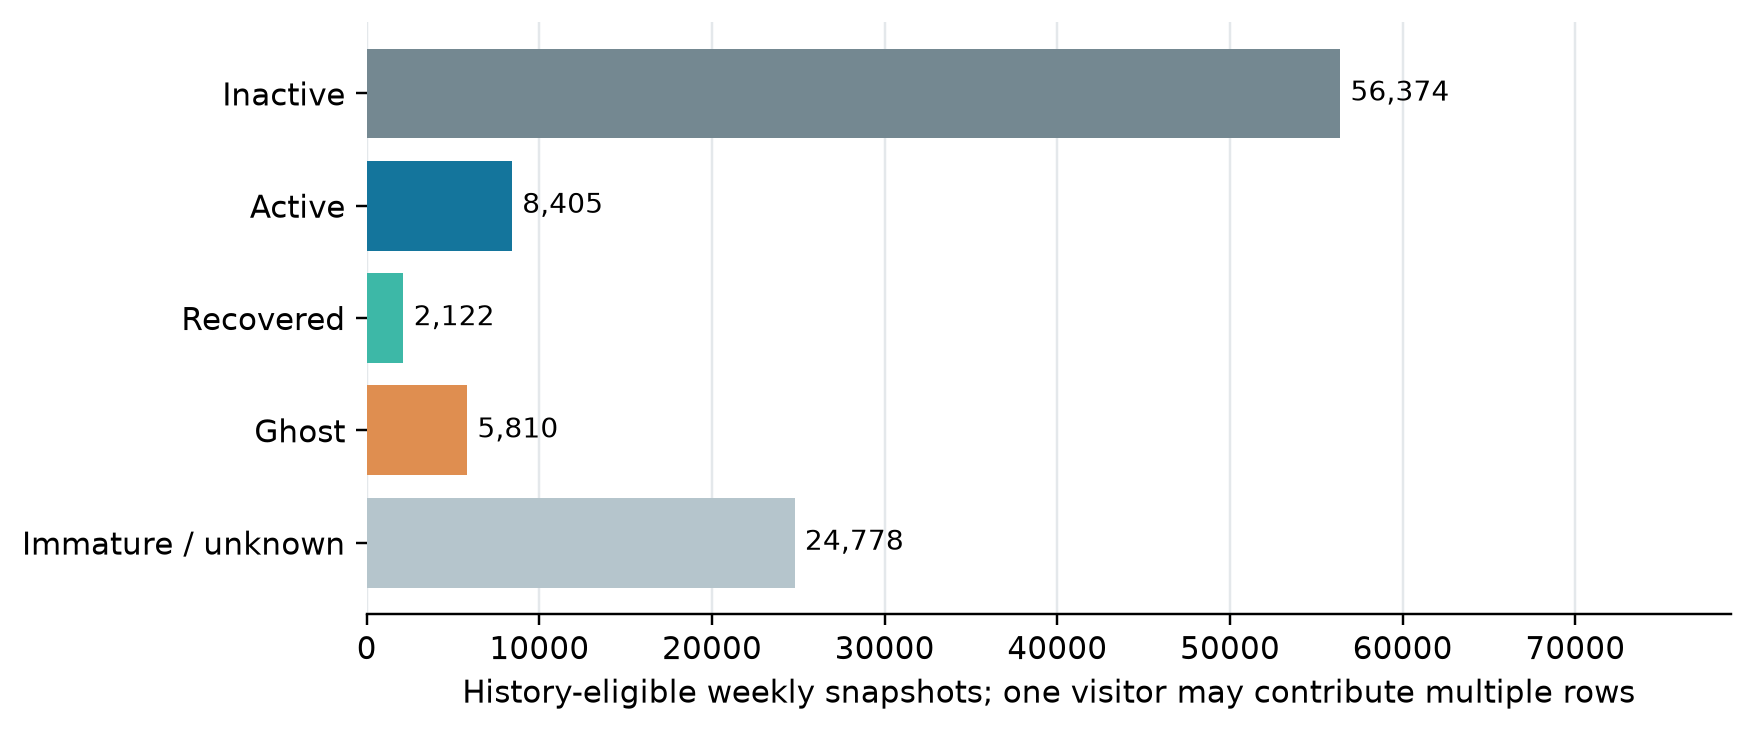 Inactive 56,374
Active 8,405
Recovered 2,122
Ghost 5,810
Immature / unknown 24,778
0 10000 20000 30000 40000 50000 60000 70000
History-eligible weekly snapshots; one visitor may contribute multiple rows